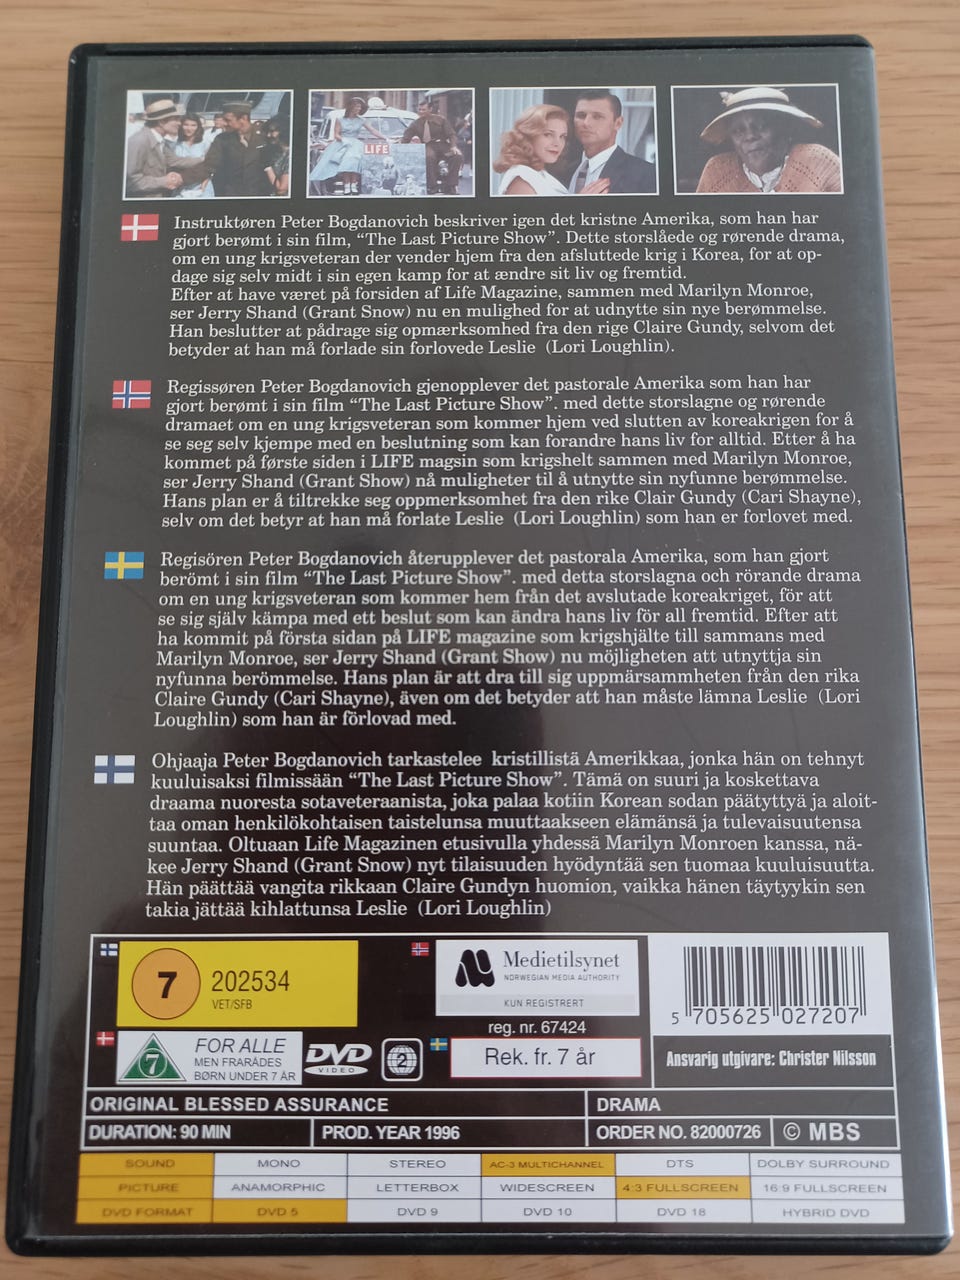 LIFE
Instruktøren Peter Bogdanovich beskriver igen det kristne Amerika, som han har
gjort berømt i sin film, “The Last Picture Show”. Dette storslåede og rørende drama,
om en ung krigsveteran der vender hjem fra den afsluttede krig i Korea, for at op-
dage sig selv midt i sin egen kamp for at ændre sit liv og fremtid.
Efter at have været på forsiden af Life Magazine, sammen med Marilyn Monroe,
ser Jerry Shand (Grant Snow) nu en mulighed for at udnytte sin nye berømmelse.
Han beslutter at pådrage sig opmærksomhed fra den rige Claire Gundy, selvom det
betyder at han må forlade sin forlovede Leslie (Lori Loughlin).
Regissøren Peter Bogdanovich gjenopplever det pastorale Amerika som han har
gjort berømt i sin film “The Last Picture Show”. med dette storslagne og rørende
dramaet om en ung krigsveteran som kommer hjem ved slutten av koreakrigen for å
se seg selv kjempe med en beslutning som kan forandre hans liv for alltid. Etter å ha
kommet på første siden i LIFE magsin som krigshelt sammen med Marilyn Monroe,
ser Jerry Shand (Grant Show) nå muligheter til å utnytte sin nyfunne berømmelse.
Hans plan er å tiltrekke seg oppmerksomhet fra den rike Clair Gundy (Cari Shayne),
selv om det betyr at han må forlate Leslie (Lori Loughlin) som han er forlovet med.
Regisören Peter Bogdanovich återupplever det pastorala Amerika, som han gjort
berömt i sin film “The Last Picture Show”. med detta storslagna och rörande drama
om en ung krigsveteran som kommer hem från det avslutade koreakriget, för att
se sig själv kämpa med ett beslut som kan ändra hans liv för all fremtid. Efter att
ha kommit på första sidan på LIFE magazine som krigshjälte till sammans med
Marilyn Monroe, ser Jerry Shand (Grant Show) nu möjligheten att utnyttja sin
nyfunna berömmelse. Hans plan är att dra till sig uppmärsammheten från den rika
Claire Gundy (Cari Shayne), även om det betyder att han måste lämna Leslie (Lori
Loughlin) som han är förlovad med.
Ohjaaja Peter Bogdanovich tarkastelee kristillistä Amerikkaa, jonka hän on tehnyt
kuuluisaksi filmissään “The Last Picture Show”. Tämä on suuri ja koskettava
draama nuoresta sotaveteraanista, joka palaa kotiin Korean sodan päätyttyä ja aloit-
taa oman henkilökohtaisen taistelunsa muuttaakseen elämänsä ja tulevaisuutensa
suuntaa. Oltuaan Life Magazinen etusivulla yhdessä Marilyn Monroen kanssa, nä-
kee Jerry Shand (Grant Snow) nyt tilaisuuden hyödyntää sen tuomaa kuuluisuutta.
Hän päättää vangita rikkaan Claire Gundyn huomion, vaikka hänen täytyykin sen
takia jättää kihlattunsa Leslie (Lori Loughlin)
7 202534
VET/SFB
Medietilsynet
NORWEGIAN MEDIA AUTHORITY
KUN REGISTRERT
reg. nr. 67424
5 705625 027207
7 FOR ALLE
MEN FRARÅDES
BØRN UNDER 7 ÅR
DVD
VIDEO
2
Rek. fr. 7 år
Ansvarig utgivare: Christer Nilsson
ORIGINAL BLESSED ASSURANCE DRAMA
DURATION: 90 MIN PROD. YEAR 1996 ORDER NO. 82000726 © MBS
SOUND MONO STEREO AC-3 MULTICHANNEL DTS DOLBY SURROUND
PICTURE ANAMORPHIC LETTERBOX WIDESCREEN 4:3 FULLSCREEN 16:9 FULLSCREEN
DVD FORMAT DVD 5 DVD 9 DVD 10 DVD 18 HYBRID DVD